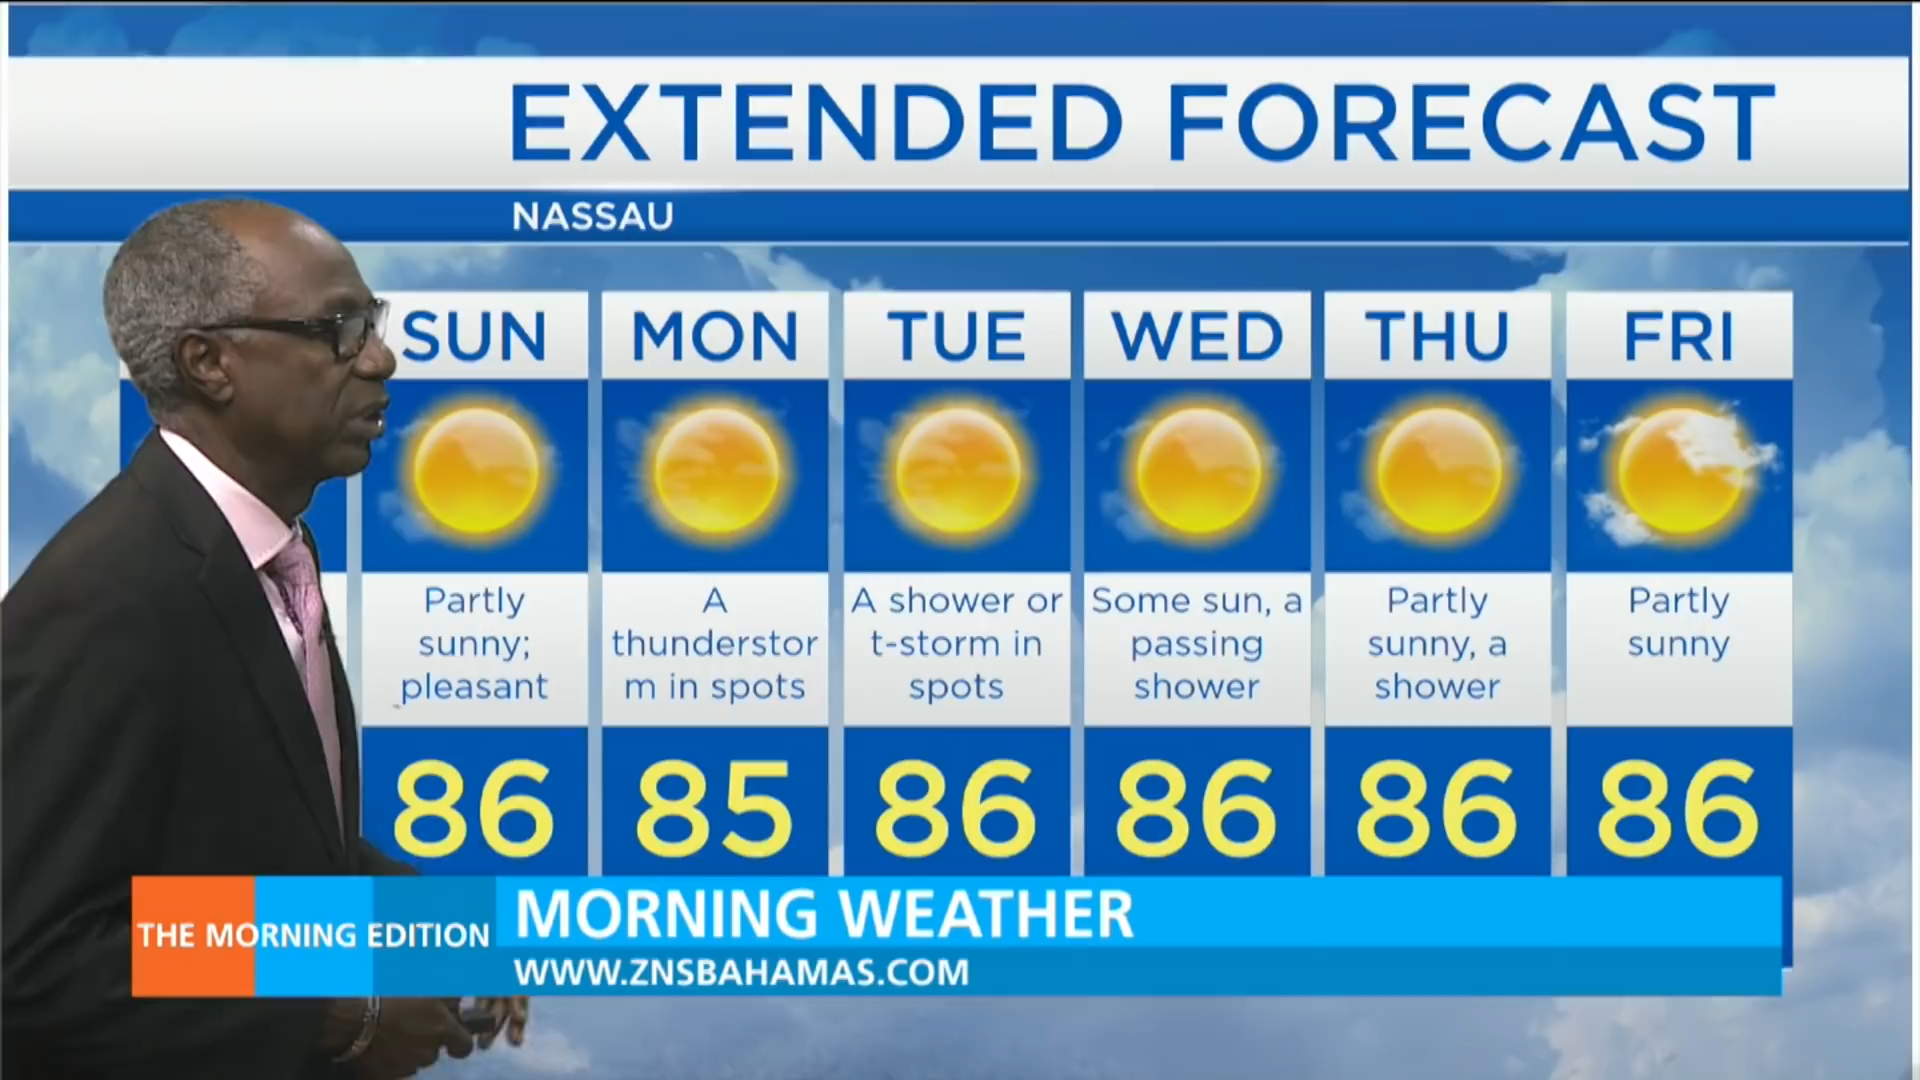 EXTENDED FORECAST
NASSAU
SUN
MON
TUE
WED
THU
FRI
Partly
sunny;
pleasant
A
thunderstor
m in spots
A shower or
t-storm in
spots
Some sun, a
passing
shower
Partly
sunny, a
shower
Partly
sunny
86
85
86
86
86
86
THE MORNING EDITION
MORNING WEATHER
WWW.ZNSBAHAMAS.COM